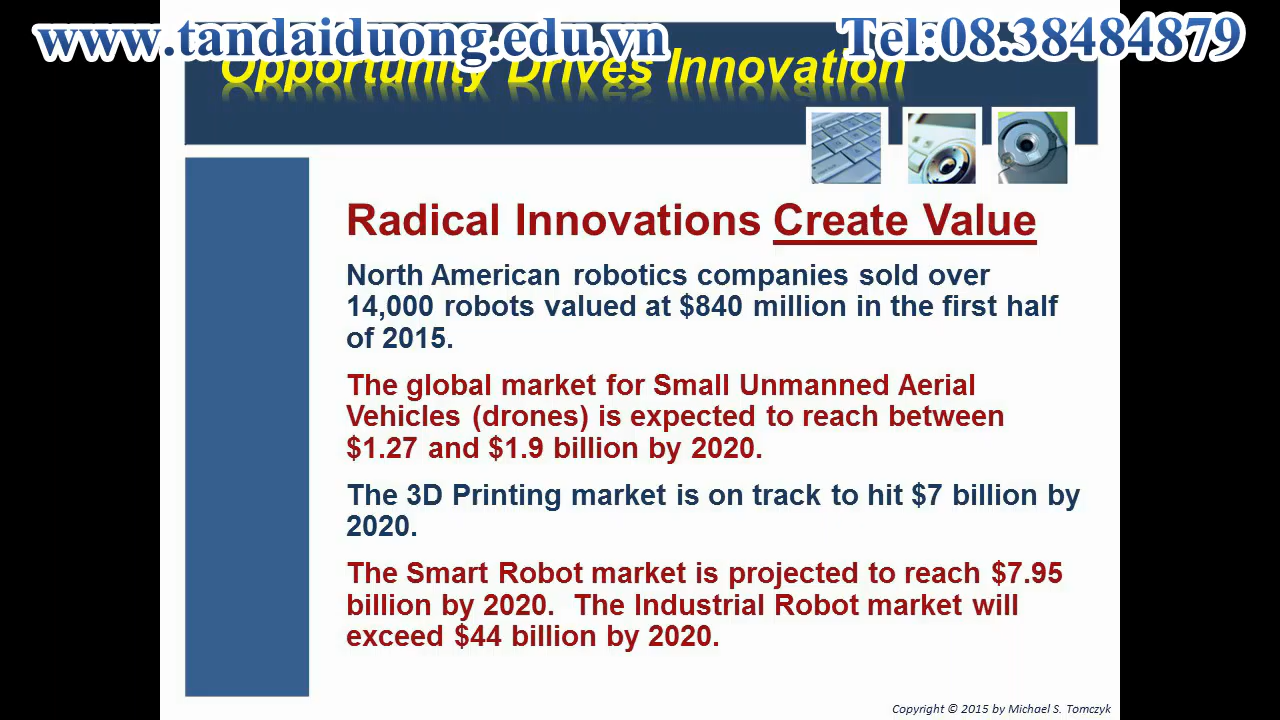 www.tandaiduong.edu.vn Tel:08.38484879
Opportunity Drives Innovation
Radical Innovations Create Value
North American robotics companies sold over
14,000 robots valued at $840 million in the first half
of 2015.
The global market for Small Unmanned Aerial
Vehicles (drones) is expected to reach between
$1.27 and $1.9 billion by 2020.
The 3D Printing market is on track to hit $7 billion by
2020.
The Smart Robot market is projected to reach $7.95
billion by 2020.  The Industrial Robot market will
exceed $44 billion by 2020.
Copyright © 2015 by Michael S. Tomczyk